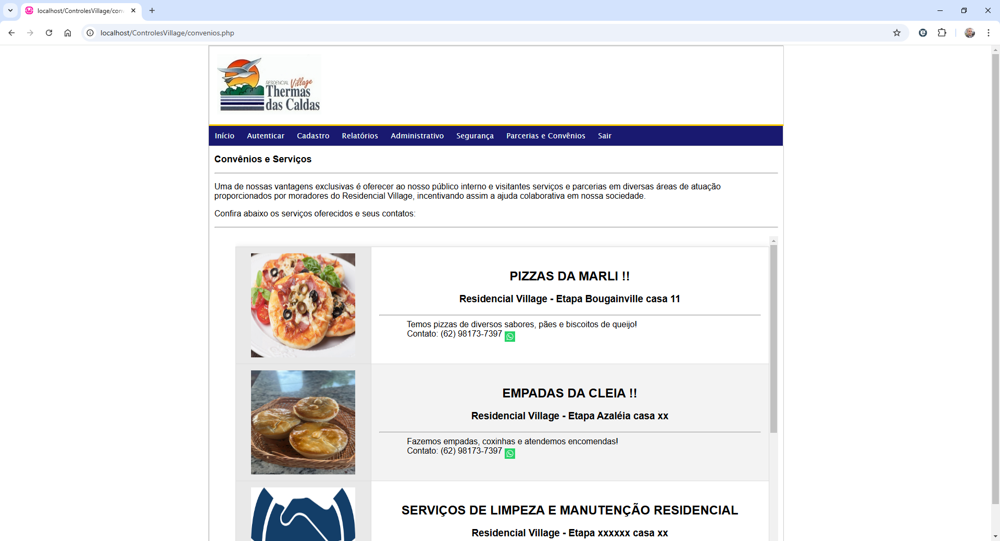 localhost/ControlesVillage/conv
localhost/ControlesVillage/convenios.php
RESIDENCIAL Village
Thermas
das Caldas
Início Autenticar Cadastro Relatórios Administrativo Segurança Parcerias e Convênios Sair
Convênios e Serviços
Uma de nossas vantagens exclusivas é oferecer ao nosso público interno e visitantes serviços e parcerias em diversas áreas de atuação
proporcionados por moradores do Residencial Village, incentivando assim a ajuda colaborativa em nossa sociedade.
Confira abaixo os serviços oferecidos e seus contatos:
PIZZAS DA MARLI !!
Residencial Village - Etapa Bougainville casa 11
Temos pizzas de diversos sabores, pães e biscoitos de queijo!
Contato: (62) 98173-7397
EMPADAS DA CLEIA !!
Residencial Village - Etapa Azaléia casa xx
Fazemos empadas, coxinhas e atendemos encomendas!
Contato: (62) 98173-7397
SERVIÇOS DE LIMPEZA E MANUTENÇÃO RESIDENCIAL
Residencial Village - Etapa xxxxxx casa xx